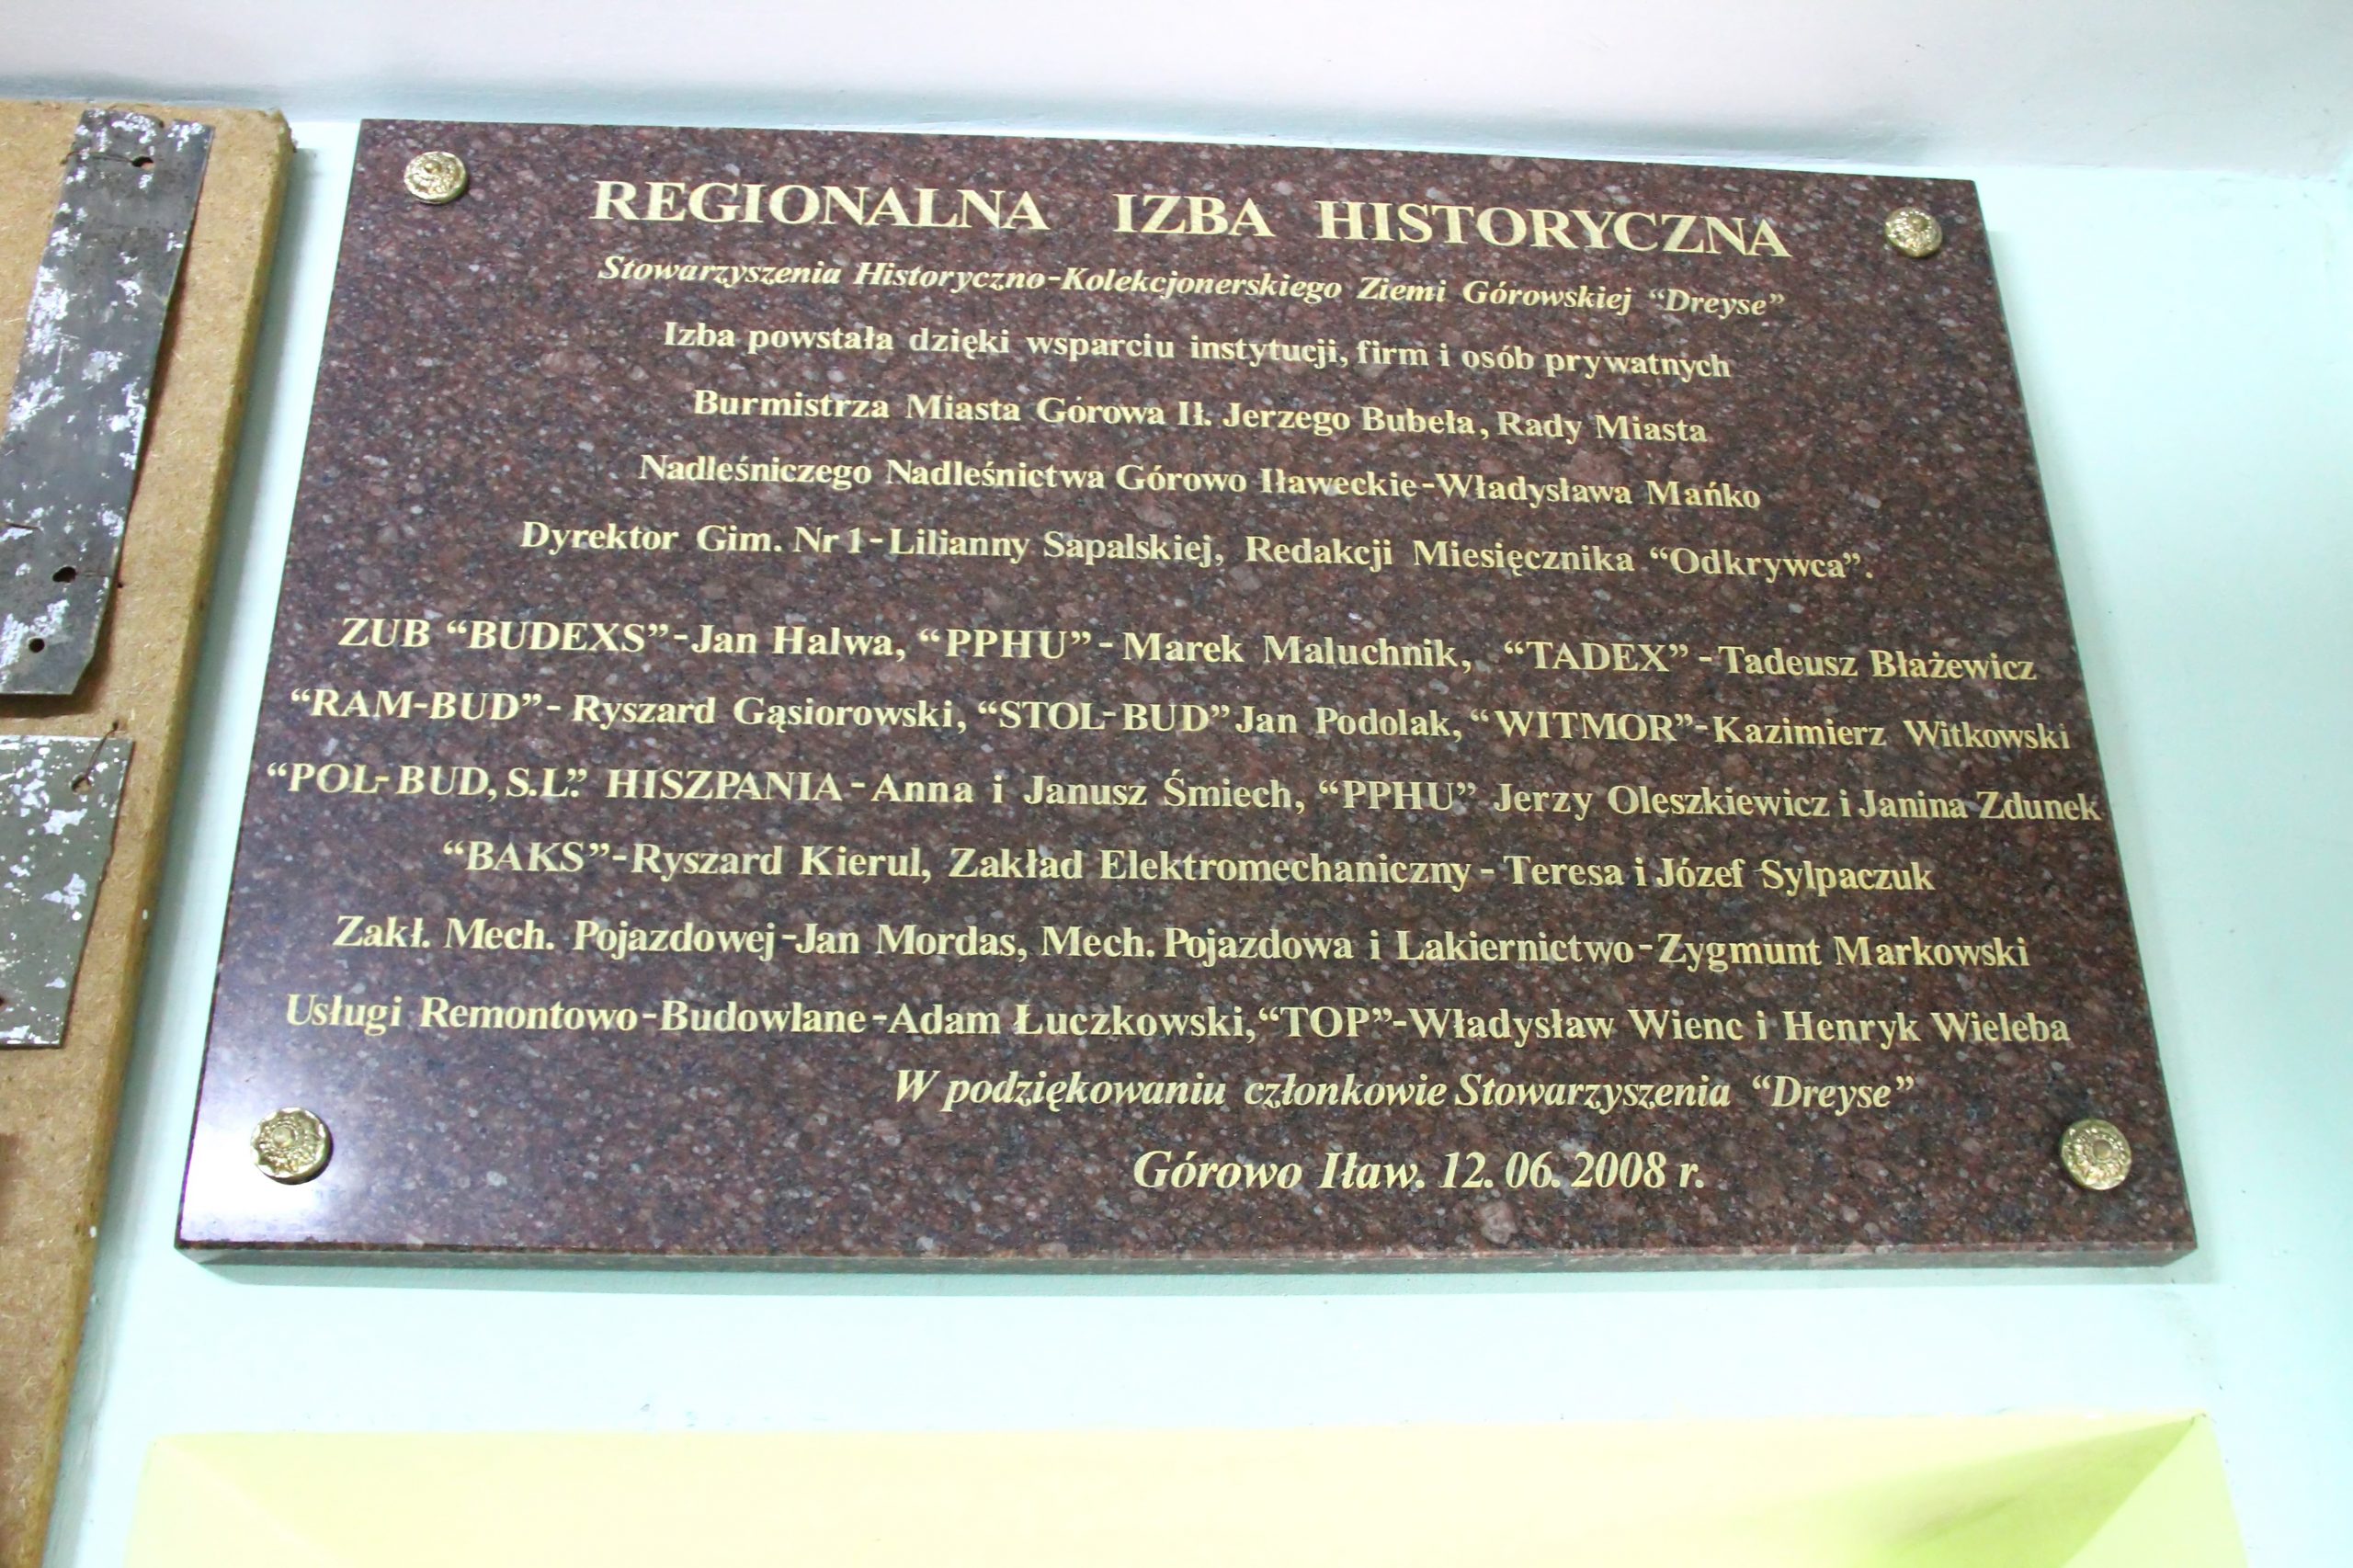 REGIONALNA IZBA HISTORYCZNA
Stowarzyszenia Historyczno-Kolekcjonerskiego Ziemi Górowskiej “Dreyse”
Izba powstała dzięki wsparciu instytucji, firm i osób prywatnych
Burmistrza Miasta Górowa Ił. Jerzego Bubeła, Rady Miasta
Nadleśniczego Nadleśnictwa Górowo Iławeckie-Władysława Mańko
Dyrektor Gim. Nr 1-Lilianny Sapalskiej, Redakcji Miesięcznika “Odkrywca”.
ZUB “BUDEXS”-Jan Halwa, “PPHU”-Marek Maluchnik, “TADEX”-Tadeusz Błażewicz
“RAM-BUD”-Ryszard Gąsiorowski, “STOL-BUD” Jan Podolak, “WITMOR”-Kazimierz Witkowski
“POL-BUD, S.L.” HISZPANIA-Anna i Janusz Śmiech, “PPHU” Jerzy Oleszkiewicz i Janina Zdunek
“BAKS”-Ryszard Kierul, Zakład Elektromechaniczny-Teresa i Józef Sylpaczuk
Zakł. Mech. Pojazdowej-Jan Mordas, Mech. Pojazdowa i Lakiernictwo-Zygmunt Markowski
Usługi Remontowo-Budowlane-Adam Łuczkowski, “TOP”-Władysław Wienc i Henryk Wieleba
W podziękowaniu członkowie Stowarzyszenia “Dreyse”
Górowo Iław. 12. 06. 2008 r.